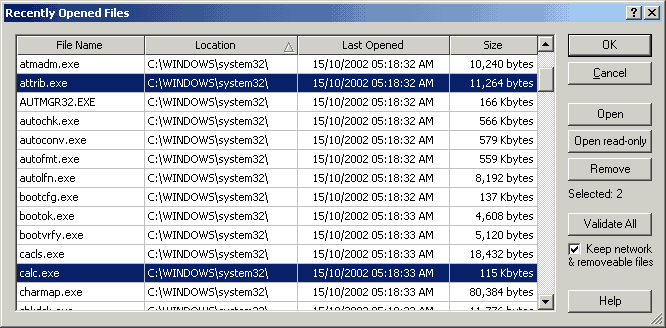 Recently Opened Files
File Name Location Last Opened Size
atmadm.exe C:\WINDOWS\system32\ 15/10/2002 05:18:32 AM 10,240 bytes
attrib.exe C:\WINDOWS\system32\ 15/10/2002 05:18:32 AM 11,264 bytes
AUTMGR32.EXE C:\WINDOWS\system32\ 15/10/2002 05:18:32 AM 166 Kbytes
autochk.exe C:\WINDOWS\system32\ 15/10/2002 05:18:32 AM 566 Kbytes
autoconv.exe C:\WINDOWS\system32\ 15/10/2002 05:18:32 AM 579 Kbytes
autofmt.exe C:\WINDOWS\system32\ 15/10/2002 05:18:32 AM 559 Kbytes
autolfn.exe C:\WINDOWS\system32\ 15/10/2002 05:18:32 AM 8,192 bytes
bootcfg.exe C:\WINDOWS\system32\ 15/10/2002 05:18:32 AM 137 Kbytes
bootok.exe C:\WINDOWS\system32\ 15/10/2002 05:18:33 AM 4,608 bytes
bootvrfy.exe C:\WINDOWS\system32\ 15/10/2002 05:18:33 AM 5,120 bytes
cacls.exe C:\WINDOWS\system32\ 15/10/2002 05:18:33 AM 18,432 bytes
calc.exe C:\WINDOWS\system32\ 15/10/2002 05:18:33 AM 115 Kbytes
charmap.exe C:\WINDOWS\system32\ 15/10/2002 05:18:33 AM 80,384 bytes
OK
Cancel
Open
Open read-only
Remove
Selected: 2
Validate All
Keep network
& removeable files
Help